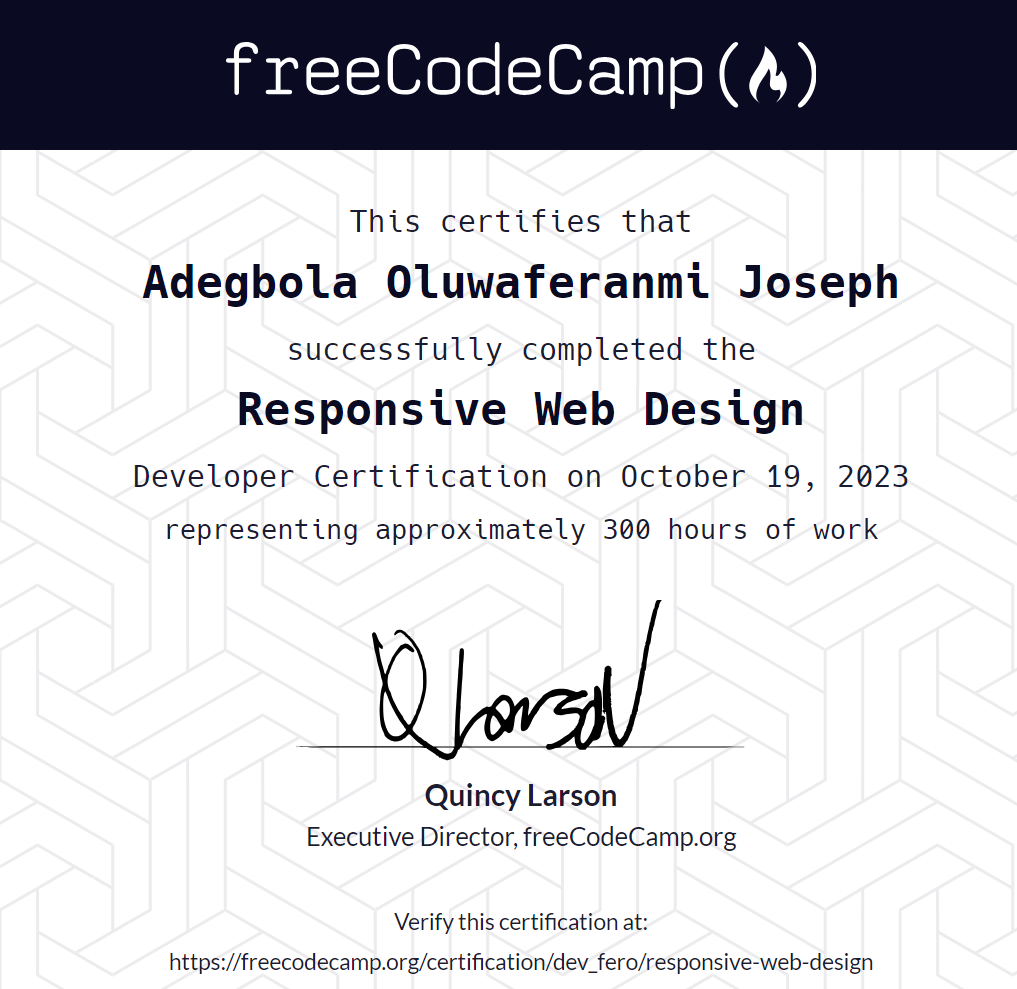 freeCodeCamp
This certifies that
Adegbola Oluwaferanmi Joseph
successfully completed the
Responsive Web Design
Developer Certification on October 19, 2023
representing approximately 300 hours of work
Q Larson
Quincy Larson
Executive Director, freeCodeCamp.org
Verify this certification at:
https://freecodecamp.org/certification/dev_fero/responsive-web-design